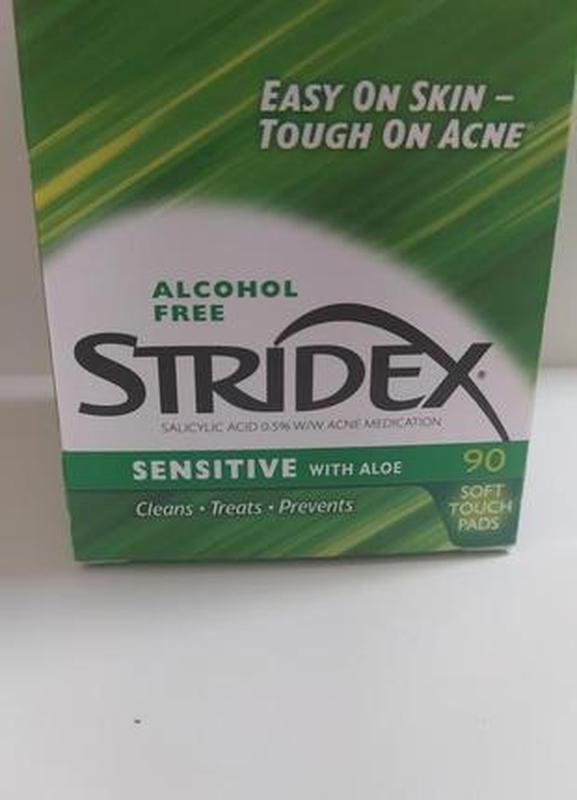 EASY ON SKIN –
TOUGH ON ACNE®
ALCOHOL
FREE
STRIDEX®
SALICYLIC ACID 0.5% W/W ACNE MEDICATION
SENSITIVE WITH ALOE
90
SOFT
TOUCH
PADS
Cleans • Treats • Prevents